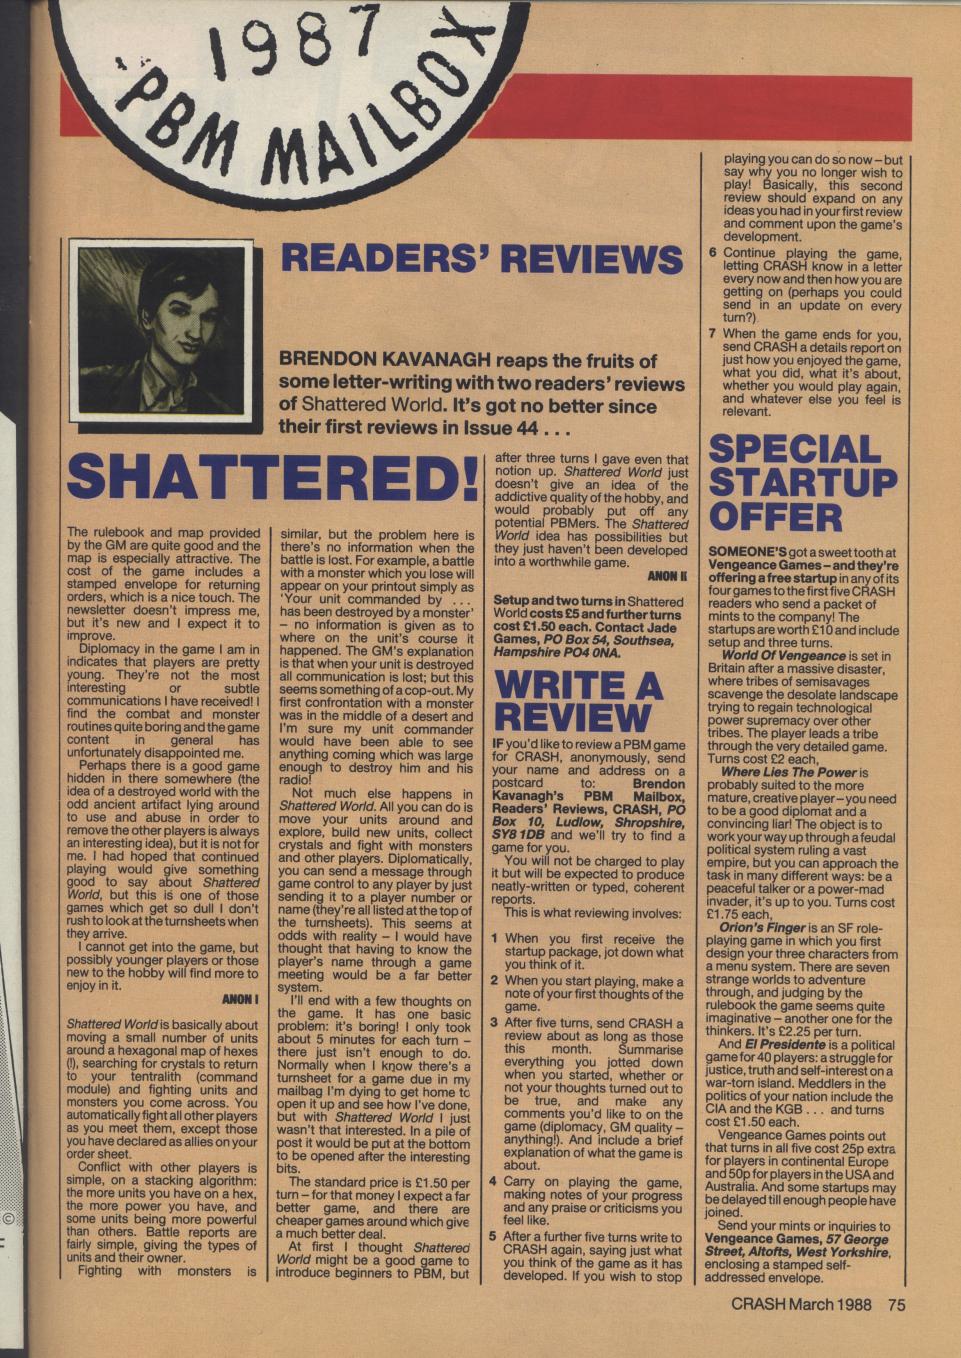 1987
PBM MAILBOX
READERS' REVIEWS
BRENDON KAVANAGH reaps the fruits of
some letter-writing with two readers' reviews
of Shattered World. It's got no better since
their first reviews in Issue 44 . . .
SHATTERED!
The rulebook and map provided
by the GM are quite good and the
map is especially attractive. The
cost of the game includes a
stamped envelope for returning
orders, which is a nice touch. The
newsletter doesn't impress me,
but it's new and I expect it to
improve.
Diplomacy in the game I am in
indicates that players are pretty
young. They're not the most
interesting or subtle
communications I have received! I
find the combat and monster
routines quite boring and the game
content in general has
unfortunately disappointed me.
Perhaps there is a good game
hidden in there somewhere (the
idea of a destroyed world with the
odd ancient artifact lying around
to use and abuse in order to
remove the other players is always
an interesting idea), but it is not for
me. I had hoped that continued
playing would give something
good to say about Shattered
World, but this is one of those
games which get so dull I don't
rush to look at the turnsheets when
they arrive.
I cannot get into the game, but
possibly younger players or those
new to the hobby will find more to
enjoy in it.
ANON I
Shattered World is basically about
moving a small number of units
around a hexagonal map of hexes
(!), searching for crystals to return
to your tentralith (command
module) and fighting units and
monsters you come across. You
automatically fight all other players
as you meet them, except those
you have declared as allies on your
order sheet.
Conflict with other players is
simple, on a stacking algorithm:
the more units you have on a hex,
the more power you have, and
some units being more powerful
than others. Battle reports are
fairly simple, giving the types of
units and their owner.
Fighting with monsters is
similar, but the problem here is
there's no information when the
battle is lost. For example, a battle
with a monster which you lose will
appear on your printout simply as
'Your unit commanded by . . .
has been destroyed by a monster'
– no information is given as to
where on the unit's course it
happened. The GM's explanation
is that when your unit is destroyed
all communication is lost; but this
seems something of a cop-out. My
first confrontation with a monster
was in the middle of a desert and
I'm sure my unit commander
would have been able to see
anything coming which was large
enough to destroy him and his
radio!
Not much else happens in
Shattered World. All you can do is
move your units around and
explore, build new units, collect
crystals and fight with monsters
and other players. Diplomatically,
you can send a message through
game control to any player by just
sending it to a player number or
name (they're all listed at the top of
the turnsheets). This seems at
odds with reality – I would have
thought that having to know the
player's name through a game
meeting would be a far better
system.
I'll end with a few thoughts on
the game. It has one basic
problem: it's boring! I only took
about 5 minutes for each turn –
there just isn't enough to do.
Normally when I know there's a
turnsheet for a game due in my
mailbag I'm dying to get home to
open it up and see how I've done,
but with Shattered World I just
wasn't that interested. In a pile of
post it would be put at the bottom
to be opened after the interesting
bits.
The standard price is £1.50 per
turn – for that money I expect a far
better game, and there are
cheaper games around which give
a much better deal.
At first I thought Shattered
World might be a good game to
introduce beginners to PBM, but
after three turns I gave even that
notion up. Shattered World just
doesn't give an idea of the
addictive quality of the hobby, and
would probably put off any
potential PBMers. The Shattered
World idea has possibilities but
they just haven't been developed
into a worthwhile game.
ANON II
Setup and two turns in Shattered
World costs £5 and further turns
cost £1.50 each. Contact Jade
Games, PO Box 54, Southsea,
Hampshire PO4 0NA.
WRITE A
REVIEW
IF you'd like to review a PBM game
for CRASH, anonymously, send
your name and address on a
postcard to: Brendon
Kavanagh's PBM Mailbox,
Readers' Reviews, CRASH, PO
Box 10, Ludlow, Shropshire,
SY8 1DB and we'll try to find a
game for you.
You will not be charged to play
it but will be expected to produce
neatly-written or typed, coherent
reports.
This is what reviewing involves:
1 When you first receive the
startup package, jot down what
you think of it.
2 When you start playing, make a
note of your first thoughts of the
game.
3 After five turns, send CRASH a
review about as long as those
this month. Summarise
everything you jotted down
when you started, whether or
not your thoughts turned out to
be true, and make any
comments you'd like to on the
game (diplomacy, GM quality –
anything!). And include a brief
explanation of what the game is
about.
4 Carry on playing the game,
making notes of your progress
and any praise or criticisms you
feel like.
5 After a further five turns write to
CRASH again, saying just what
you think of the game as it has
developed. If you wish to stop
playing you can do so now – but
say why you no longer wish to
play! Basically, this second
review should expand on any
ideas you had in your first review
and comment upon the game's
development.
6 Continue playing the game,
letting CRASH know in a letter
every now and then how you are
getting on (perhaps you could
send in an update on every
turn?).
7 When the game ends for you,
send CRASH a details report on
just how you enjoyed the game,
what you did, what it's about,
whether you would play again,
and whatever else you feel is
relevant.
SPECIAL
STARTUP
OFFER
SOMEONE'S got a sweet tooth at
Vengeance Games – and they're
offering a free startup in any of its
four games to the first five CRASH
readers who send a packet of
mints to the company! The
startups are worth £10 and include
setup and three turns.
World Of Vengeance is set in
Britain after a massive disaster,
where tribes of semisavages
scavenge the desolate landscape
trying to regain technological
power supremacy over other
tribes. The player leads a tribe
through the very detailed game.
Turns cost £2 each,
Where Lies The Power is
probably suited to the more
mature, creative player – you need
to be a good diplomat and a
convincing liar! The object is to
work your way up through a feudal
political system ruling a vast
empire, but you can approach the
task in many different ways: be a
peaceful talker or a power-mad
invader, it's up to you. Turns cost
£1.75 each,
Orion's Finger is an SF role-
playing game in which you first
design your three characters from
a menu system. There are seven
strange worlds to adventure
through, and judging by the
rulebook the game seems quite
imaginative – another one for the
thinkers. It's £2.25 per turn.
And El Presidente is a political
game for 40 players: a struggle for
justice, truth and self-interest on a
war-torn island. Meddlers in the
politics of your nation include the
CIA and the KGB . . . and turns
cost £1.50 each.
Vengeance Games points out
that turns in all five cost 25p extra
for players in continental Europe
and 50p for players in the USA and
Australia. And some startups may
be delayed till enough people have
joined.
Send your mints or inquiries to
Vengeance Games, 57 George
Street, Altofts, West Yorkshire,
enclosing a stamped self-
addressed envelope.
©
CRASH March 1988 75